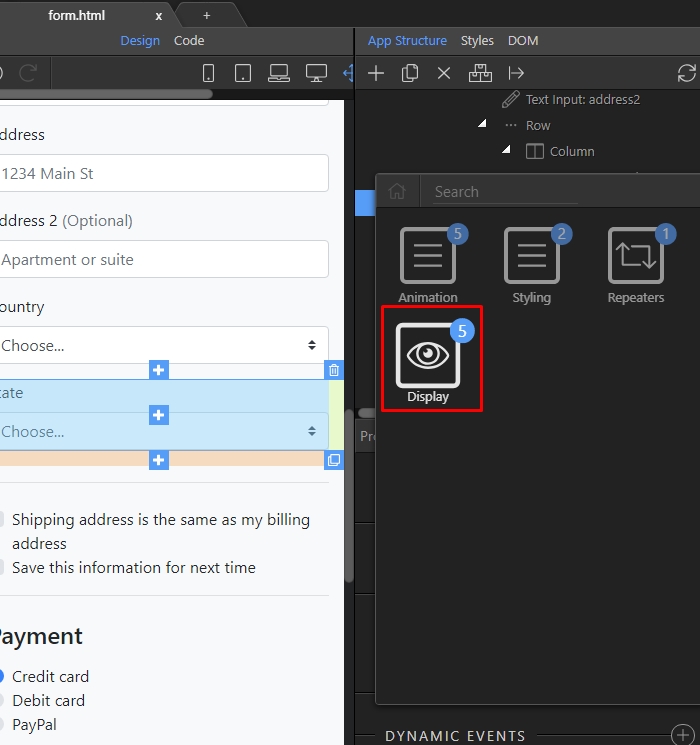 form.html x +
Design Code
App Structure Styles DOM
Text Input: address2
Row
Column
ddress
1234 Main St
ddress 2 (Optional)
Apartment or suite
ountry
Choose...
tate
Choose...
Shipping address is the same as my billing
address
Save this information for next time
ayment
Credit card
Debit card
PayPal
Search
5
Animation
2
Styling
1
Repeaters
5
Display
Pr
DYNAMIC EVENTS